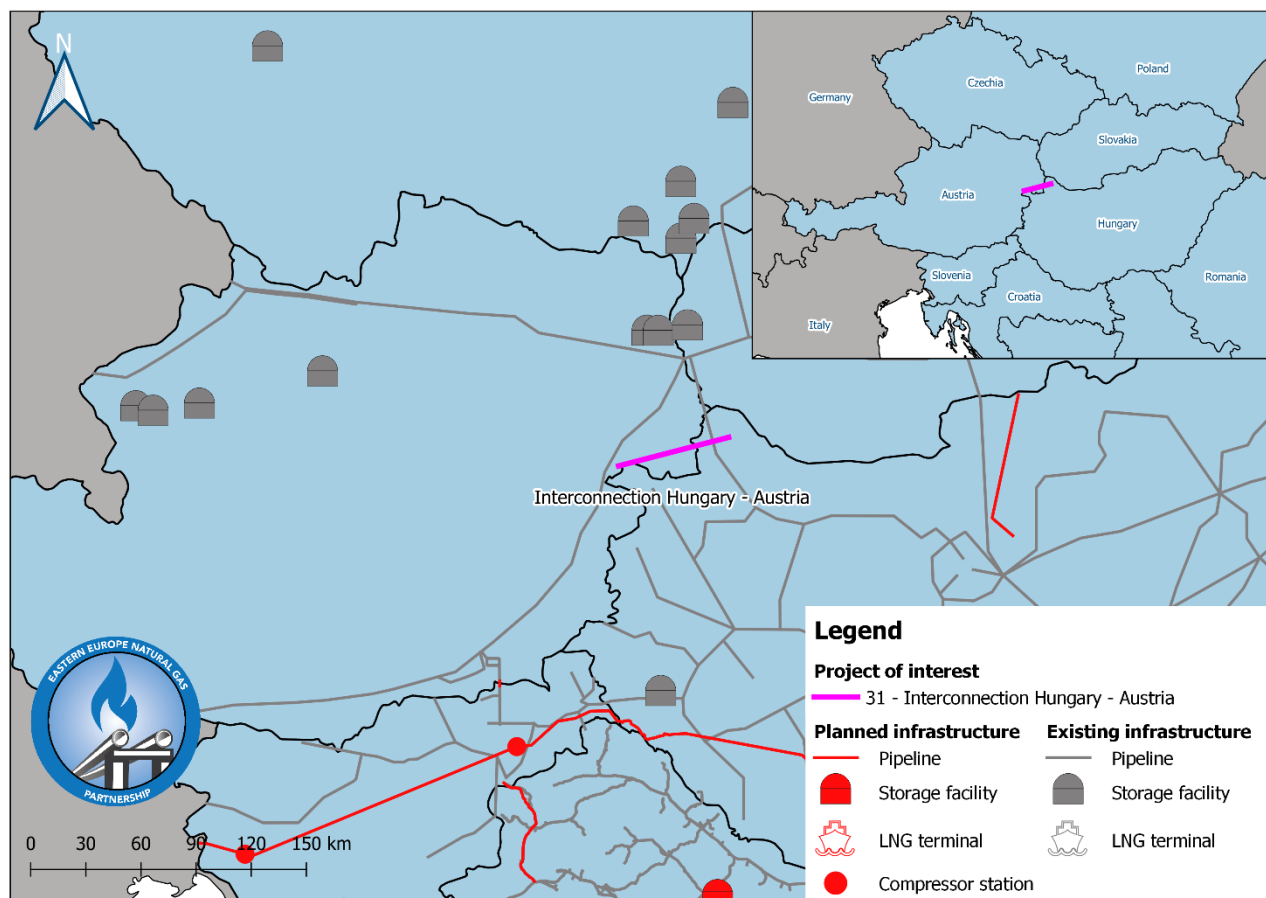 N
Czechia
Poland
Germany
Slovakia
Austria
Hungary
Slovenia
Croatia
Romania
Italy
Interconnection Hungary - Austria
EASTERN EUROPE NATURAL GAS
PARTNERSHIP
0 30 60 90 120 150 km
Legend
Project of interest
31 - Interconnection Hungary - Austria
Planned infrastructure Existing infrastructure
Pipeline Pipeline
Storage facility Storage facility
LNG terminal LNG terminal
Compressor station